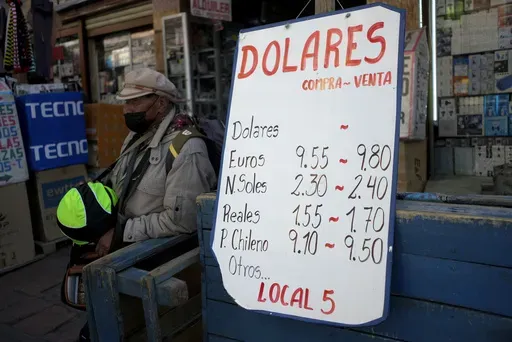 ALQUILER
TECNO
TECNO
DOLARES
COMPRA ~ VENTA
Dolares ~
Euros 9.55 ~ 9.80
N.Soles 2.30 ~ 2.40
Reales 1.55 ~ 1.70
P. Chileno 9.10 ~ 9.50
Otros...
LOCAL 5